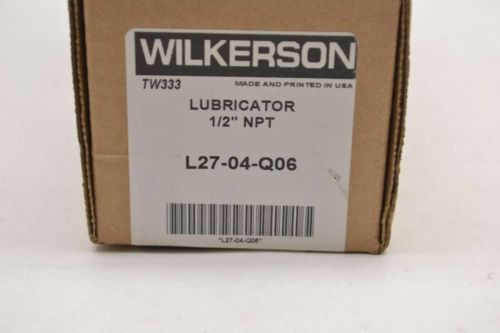 WILKERSON
TW333 MADE AND PRINTED IN USA
LUBRICATOR
1/2" NPT
L27-04-Q06
*L27-04-Q06*